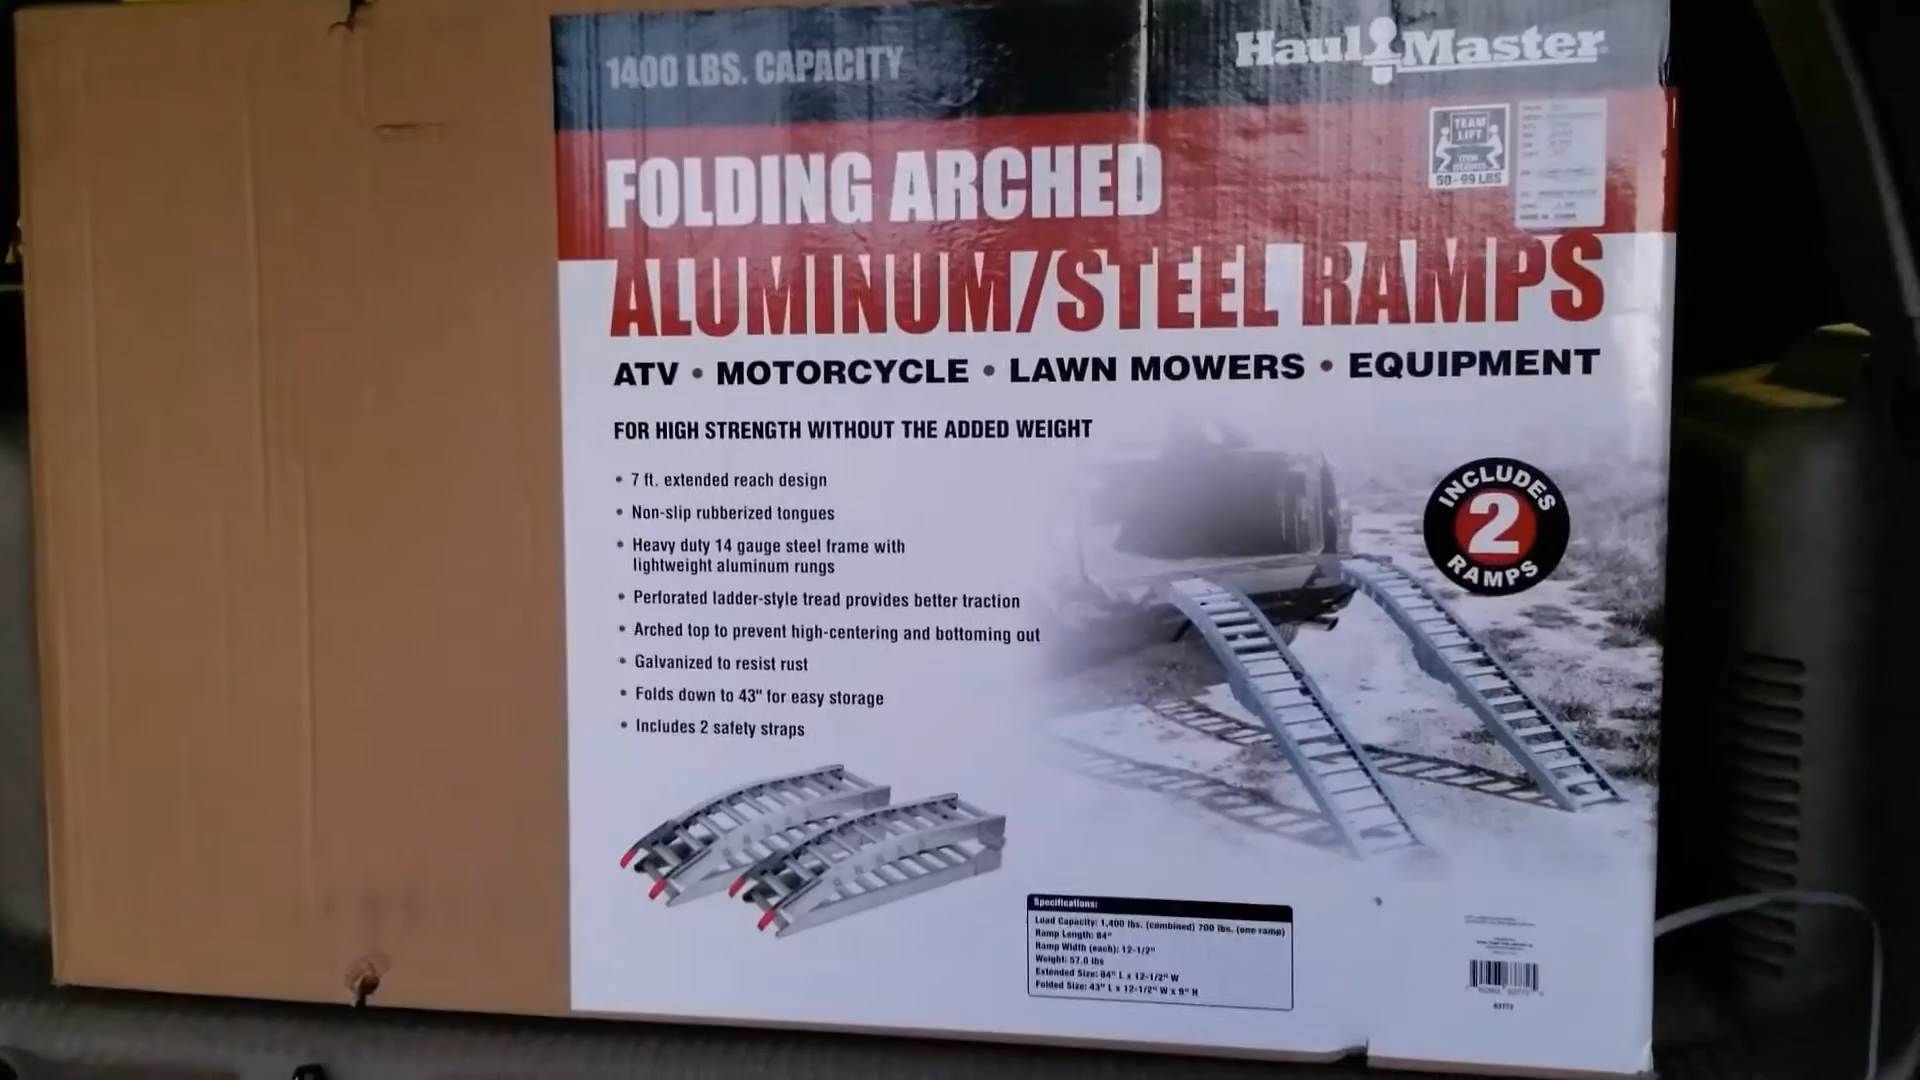 1400 LBS. CAPACITY
Haul Master
TEAM
LIFT
ITEM
WEIGHS
50-99 LBS
FOLDING ARCHED
ALUMINUM/STEEL RAMPS
ATV • MOTORCYCLE • LAWN MOWERS • EQUIPMENT
FOR HIGH STRENGTH WITHOUT THE ADDED WEIGHT
• 7 ft. extended reach design
• Non-slip rubberized tongues
• Heavy duty 14 gauge steel frame with
lightweight aluminum rungs
• Perforated ladder-style tread provides better traction
• Arched top to prevent high-centering and bottoming out
• Galvanized to resist rust
• Folds down to 43" for easy storage
• Includes 2 safety straps
INCLUDES
2
RAMPS
Specifications:
Load Capacity: 1,400 lbs. (combined) 700 lbs. (one ramp)
Ramp Length: 84"
Ramp Width (each): 12-1/2"
Weight: 57.0 lbs
Extended Size: 84" L x 12-1/2" W
Folded Size: 43" L x 12-1/2" W x 9" H